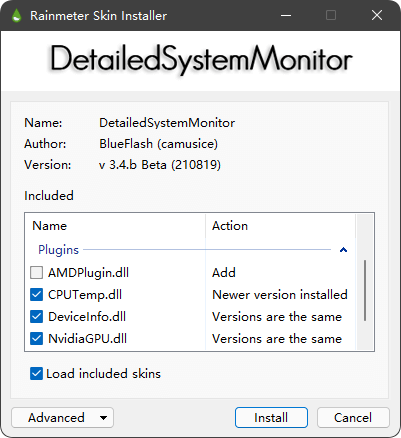 Rainmeter Skin Installer
DetailedSystemMonitor
Name: DetailedSystemMonitor
Author: BlueFlash (camusice)
Version: v 3.4.b Beta (210819)
Included
Name Action
Plugins
AMDPlugin.dll Add
CPUTemp.dll Newer version installed
DeviceInfo.dll Versions are the same
NvidiaGPU.dll Versions are the same
Load included skins
Advanced Install Cancel